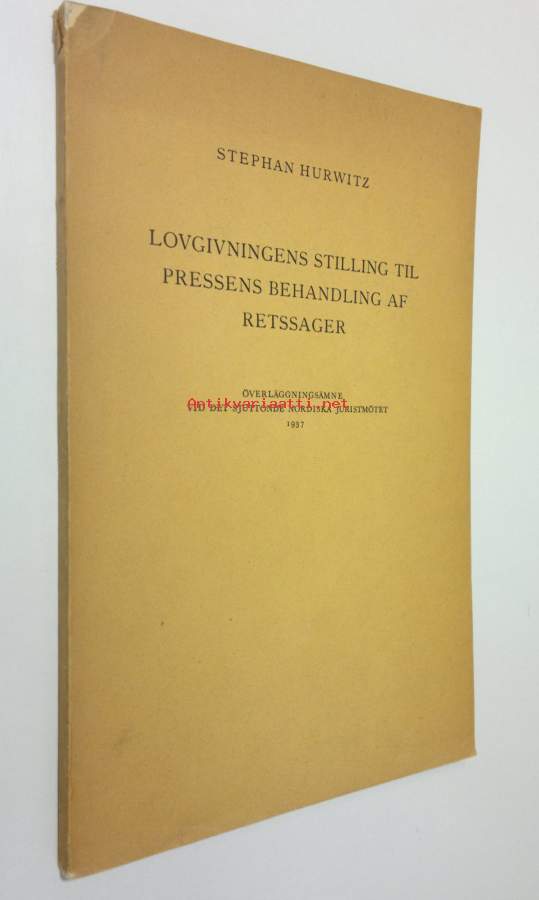 STEPHAN HURWITZ
LOVGIVNINGENS STILLING TIL
PRESSENS BEHANDLING AF
RETSSAGER
ÖVERLÄGGNINGSÄMNE
Antikvariaatti.net
VID DET SJUTTONDE NORDISKA JURISTMÖTET
1937